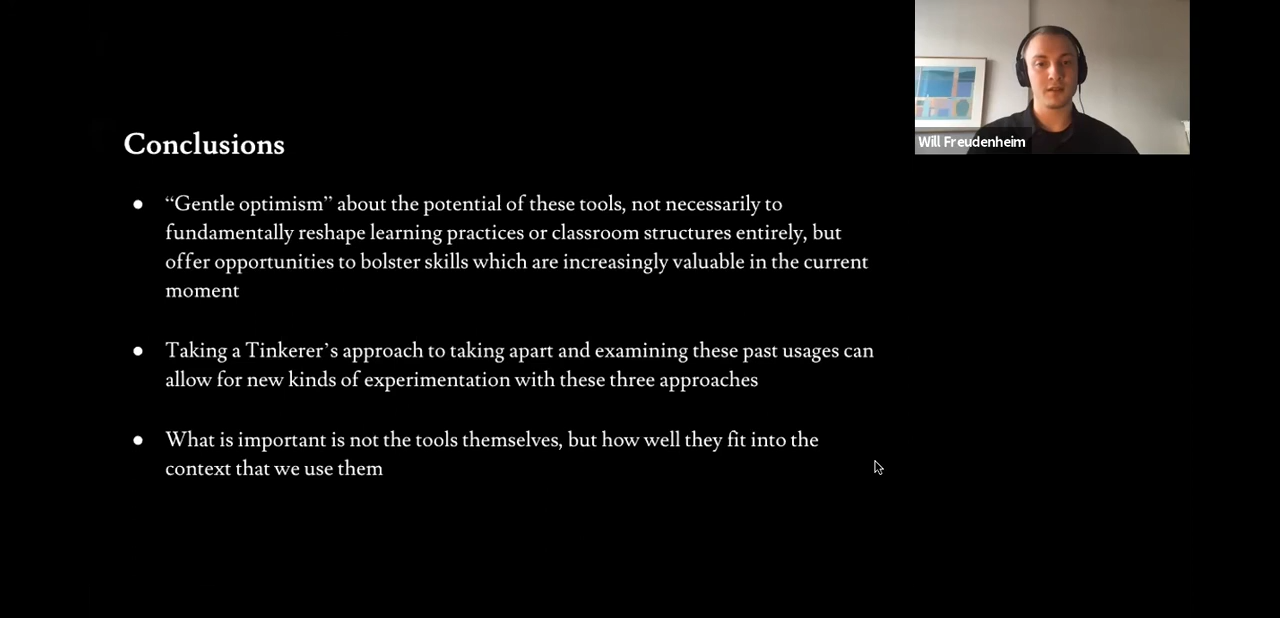 Conclusions
● “Gentle optimism” about the potential of these tools, not necessarily to
fundamentally reshape learning practices or classroom structures entirely, but
offer opportunities to bolster skills which are increasingly valuable in the current
moment
● Taking a Tinkerer’s approach to taking apart and examining these past usages can
allow for new kinds of experimentation with these three approaches
● What is important is not the tools themselves, but how well they fit into the
context that we use them
Will Freudenheim